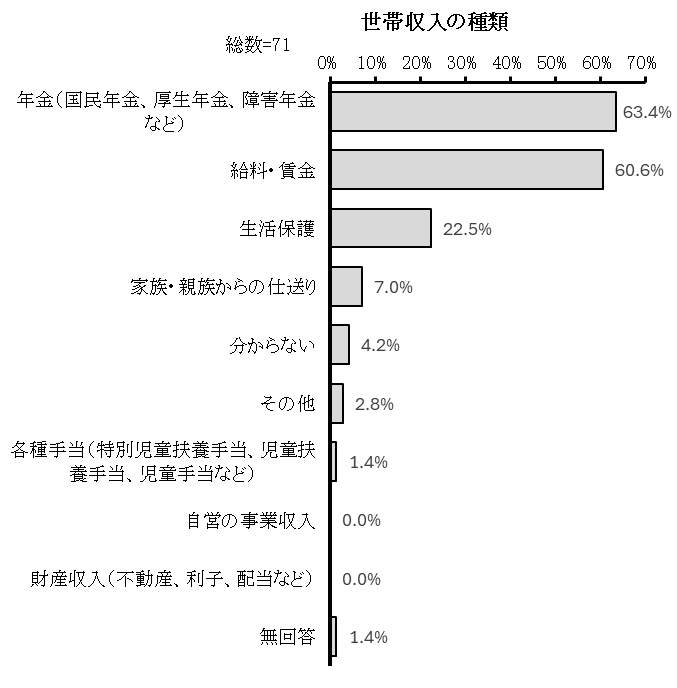 世帯収入の種類
総数=71
0% 10% 20% 30% 40% 50% 60% 70%
年金（国民年金、厚生年金、障害年金
など）
63.4%
給料・賃金
60.6%
生活保護
22.5%
家族・親族からの仕送り
7.0%
分からない
4.2%
その他
2.8%
各種手当（特別児童扶養手当、児童扶
養手当、児童手当など）
1.4%
自営の事業収入
0.0%
財産収入（不動産、利子、配当など）
0.0%
無回答
1.4%